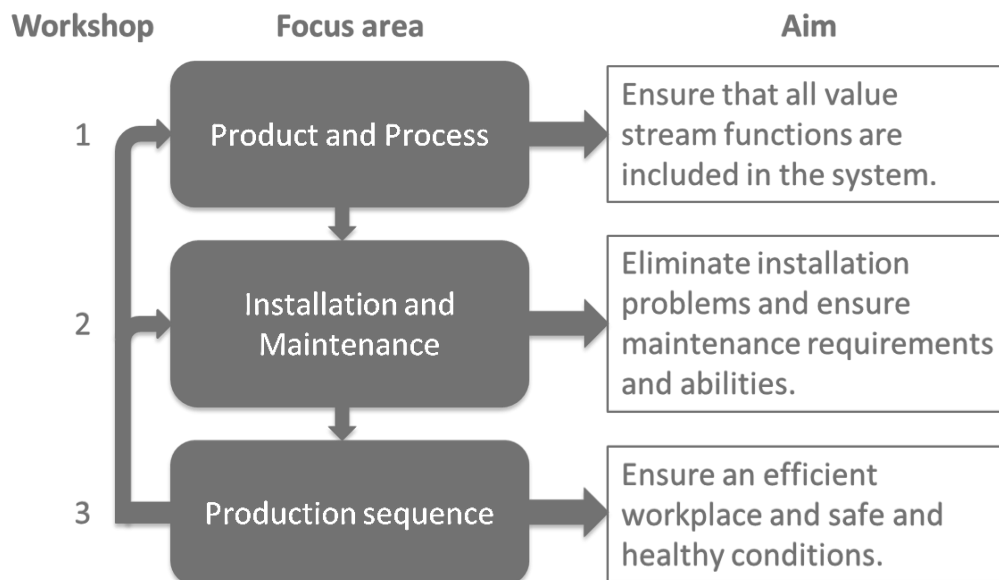 Workshop Focus area Aim
1
Product and Process
Ensure that all value
stream functions are
included in the system.
2
Installation and
Maintenance
Eliminate installation
problems and ensure
maintenance requirements
and abilities.
3
Production sequence
Ensure an efficient
workplace and safe and
healthy conditions.